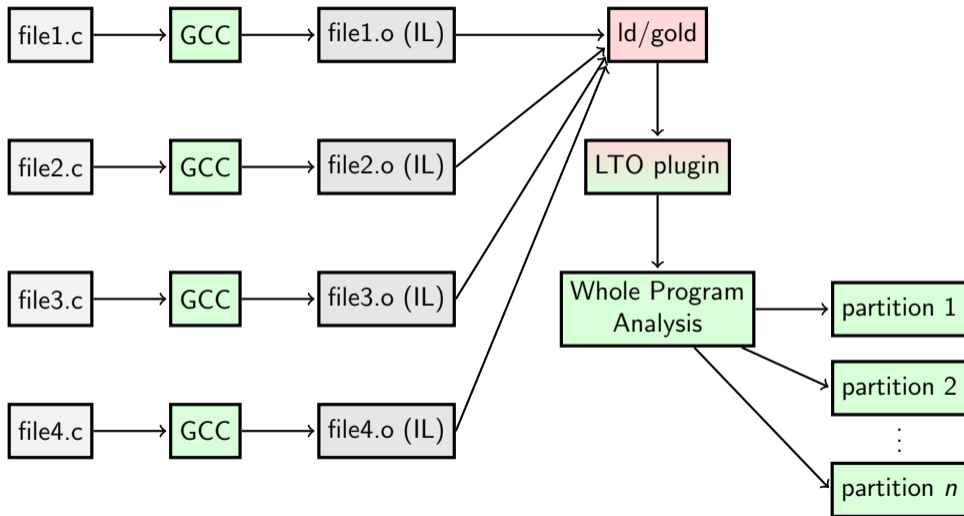 file1.c
GCC
file1.o (IL)
ld/gold
file2.c
GCC
file2.o (IL)
LTO plugin
file3.c
GCC
file3.o (IL)
Whole Program
Analysis
partition 1
partition 2
⋮
file4.c
GCC
file4.o (IL)
partition n